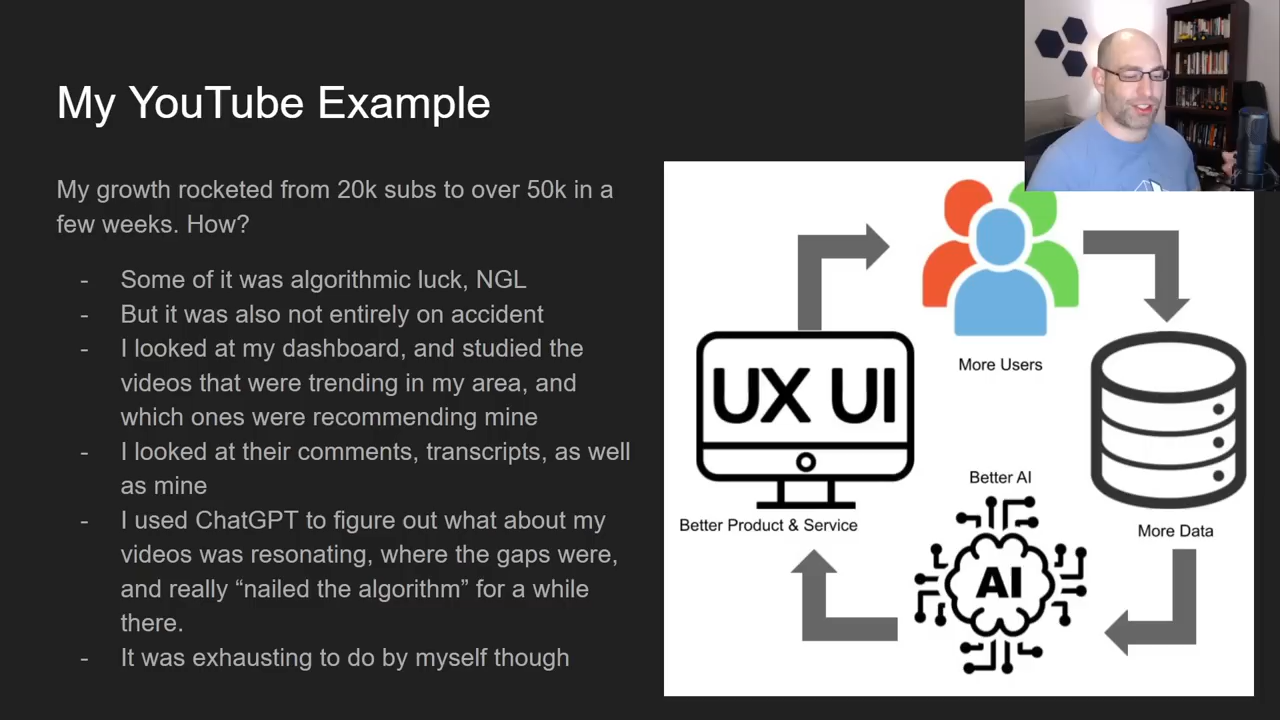 My YouTube Example
My growth rocketed from 20k subs to over 50k in a
few weeks. How?
- Some of it was algorithmic luck, NGL
- But it was also not entirely on accident
- I looked at my dashboard, and studied the
videos that were trending in my area, and
which ones were recommending mine
- I looked at their comments, transcripts, as well
as mine
- I used ChatGPT to figure out what about my
videos was resonating, where the gaps were,
and really “nailed the algorithm” for a while
there.
- It was exhausting to do by myself though
More Users
UX UI
Better Product & Service
More Data
Better AI
AI